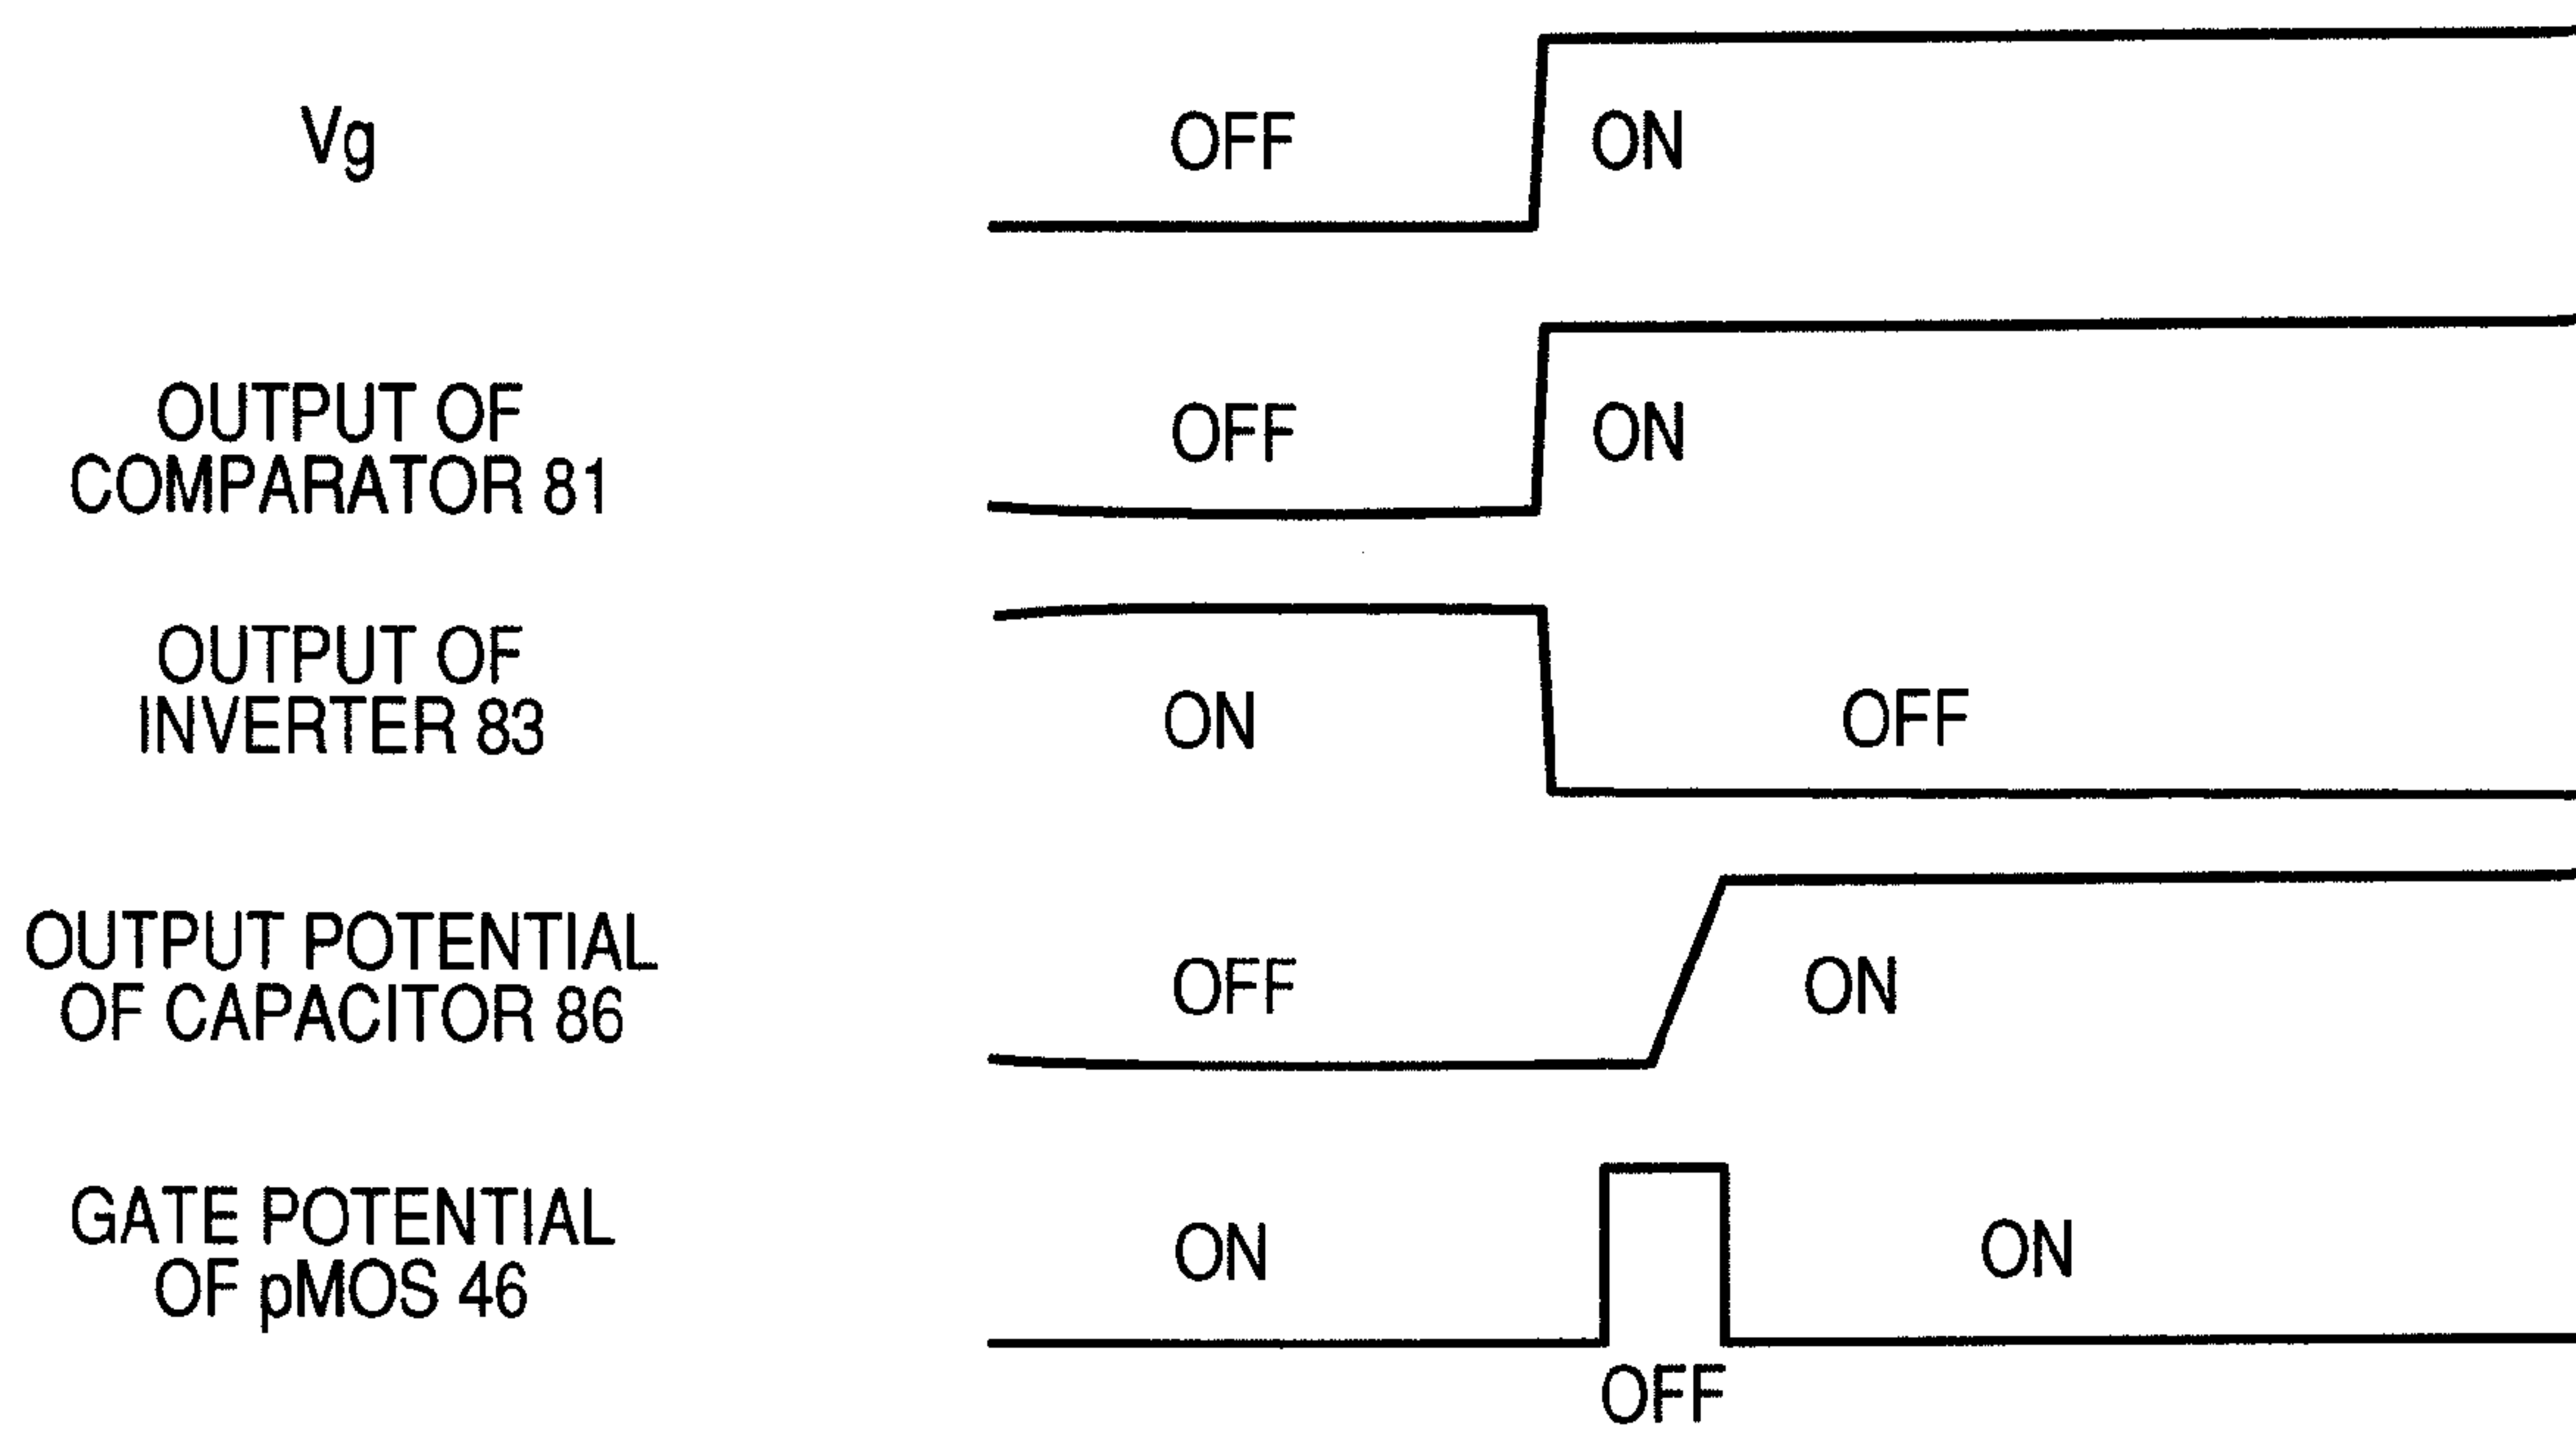 Vg
OFF
ON
OUTPUT OF
COMPARATOR 81
OFF
ON
OUTPUT OF
INVERTER 83
ON
OFF
OUTPUT POTENTIAL
OF CAPACITOR 86
OFF
ON
GATE POTENTIAL
OF pMOS 46
ON
OFF
ON